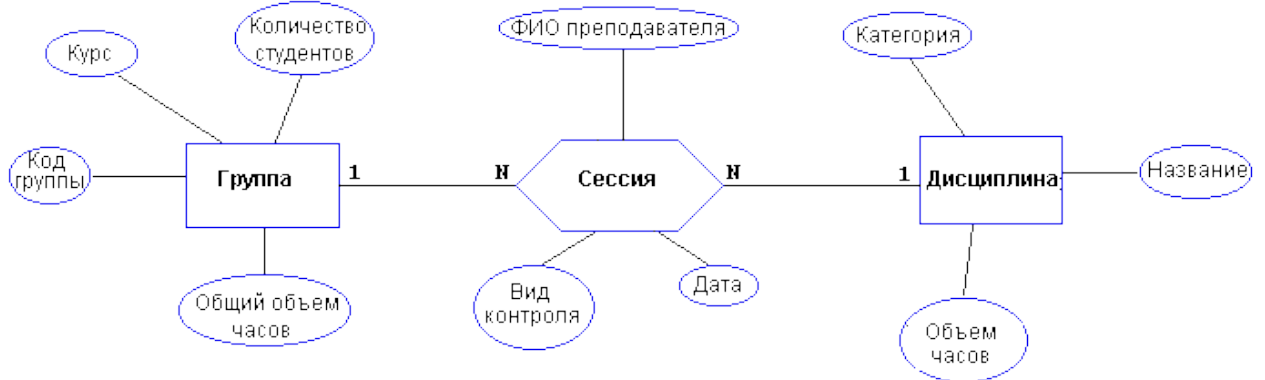 Курс
Количество
студентов
ФИО преподавателя
Категория
Код
группы
Группа
1
N
Сессия
N
1
Дисциплина
Название
Общий объем
часов
Вид
контроля
Дата
Объем
часов